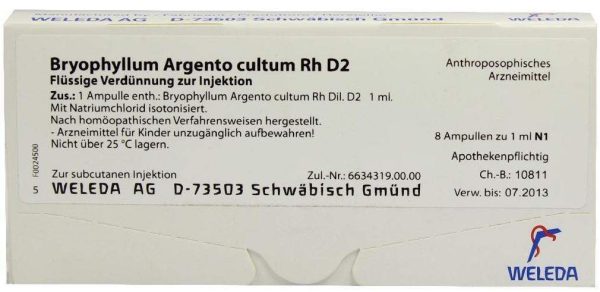 WELEDA AG D-73503 Schwäbisch Gmünd
Bryophyllum Argento cultum Rh D2
Flüssige Verdünnung zur Injektion
Zus.: 1 Ampulle enth.: Bryophyllum Argento cultum Rh Dil. D2 1 ml.
Mit Natriumchlorid isotonisiert.
Nach homöopathischen Verfahrensweisen hergestellt.
- Arzneimittel für Kinder unzugänglich aufbewahren!
Nicht über 25 °C lagern.
Zur subcutanen Injektion Zul.-Nr.: 6634319.00.00
5 WELEDA AG D-73503 Schwäbisch Gmünd
F0024500
Anthroposophisches
Arzneimittel
8 Ampullen zu 1 ml N1
Apothekenpflichtig
Ch.-B.: 10811
Verw. bis: 07.2013
WELEDA